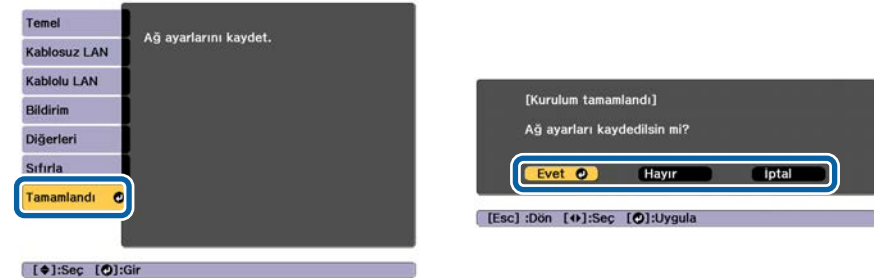 Temel
Kablosuz LAN
Kablolu LAN
Bildirim
Diğerleri
Sıfırla
Tamamlandı
Ağ ayarlarını kaydet.
[ ]:Seç [ ]:Gir
[Kurulum tamamlandı]
Ağ ayarları kaydedilsin mi?
Evet Hayır İptal
[Esc] :Dön [ ]:Seç [ ]:Uygula